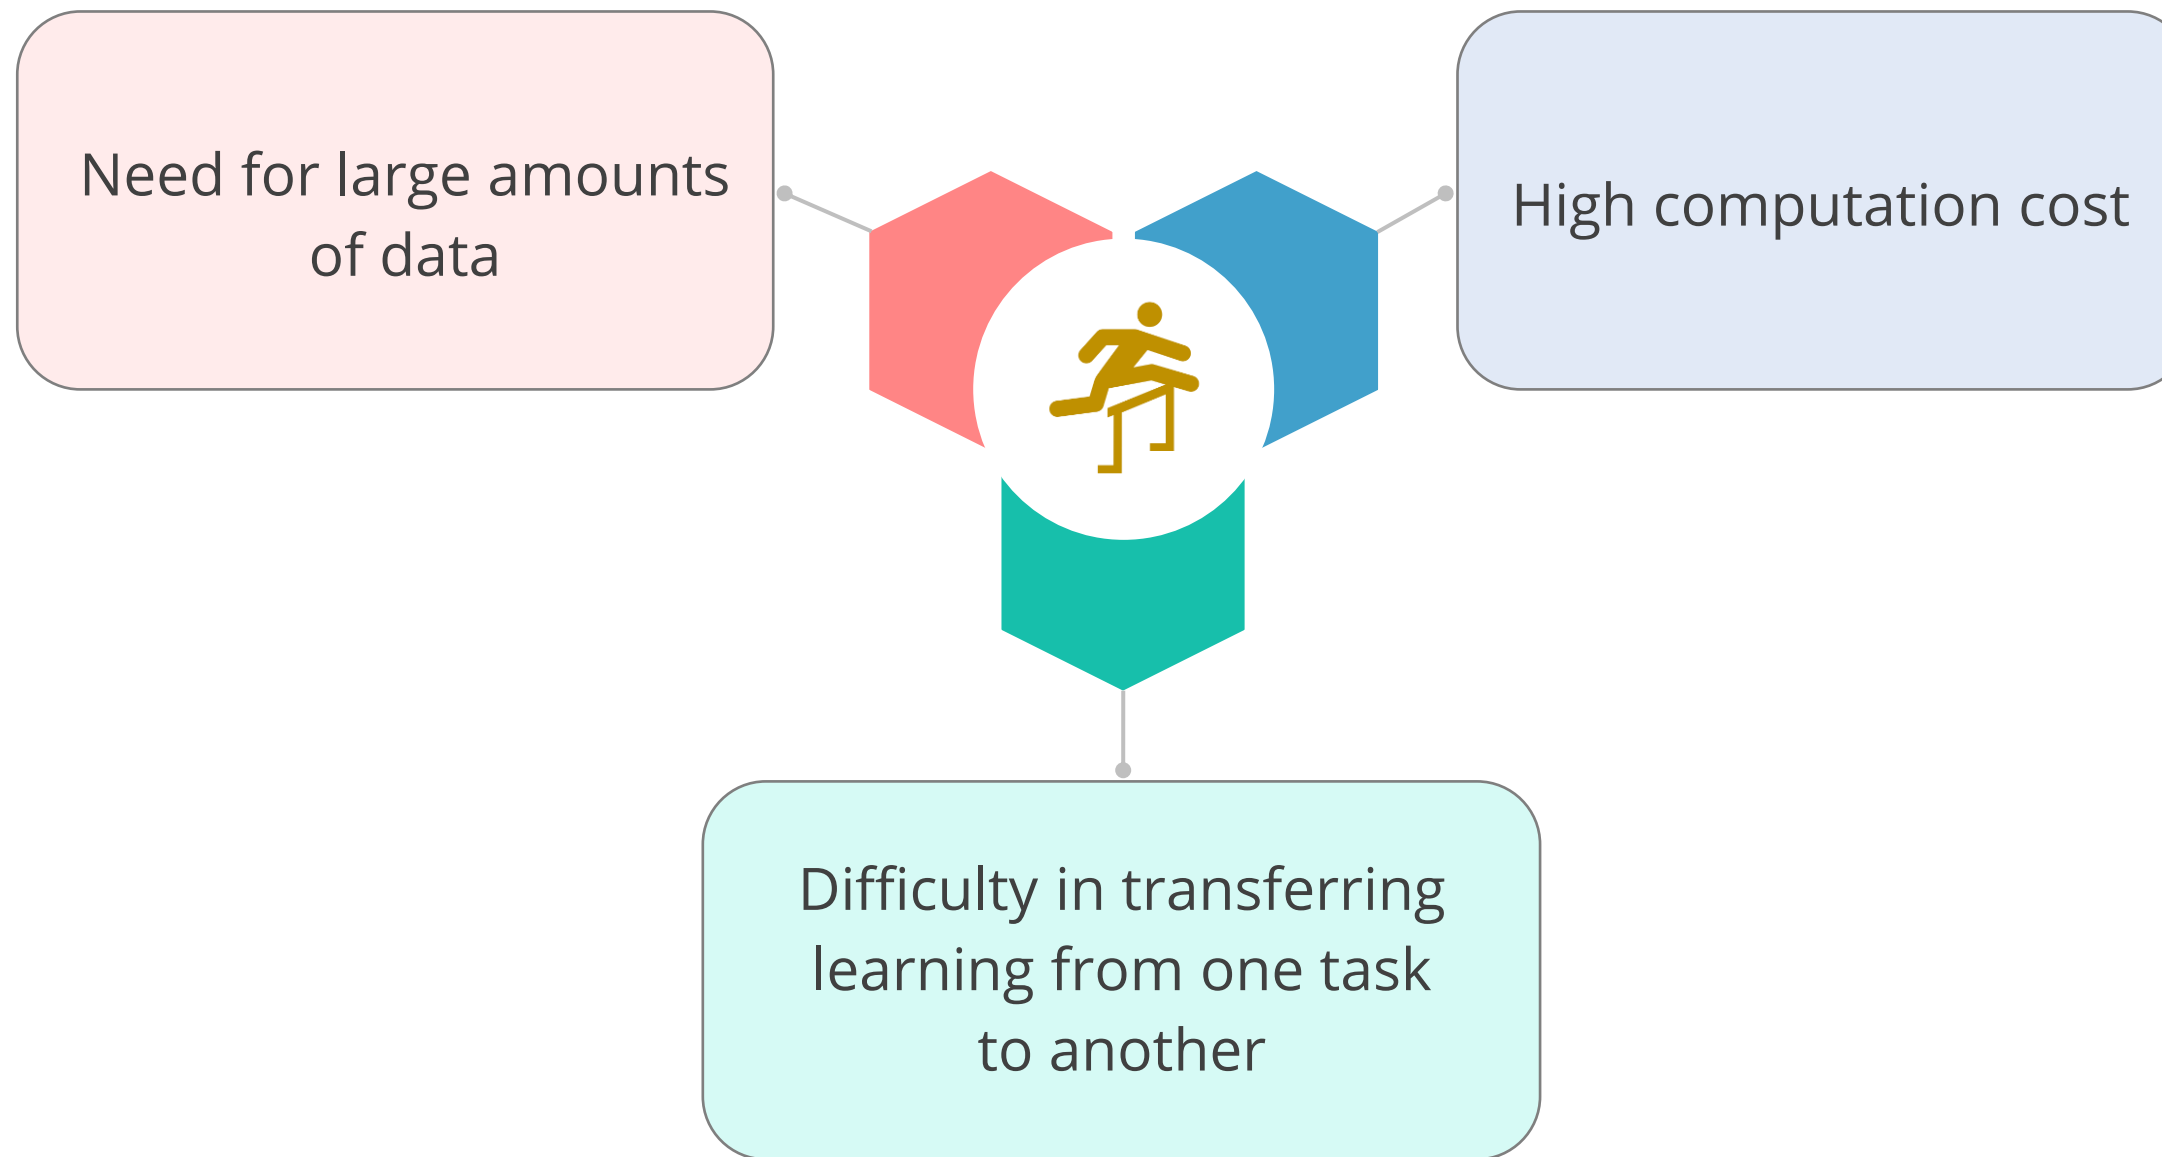 Need for large amounts
of data
High computation cost
Difficulty in transferring
learning from one task
to another